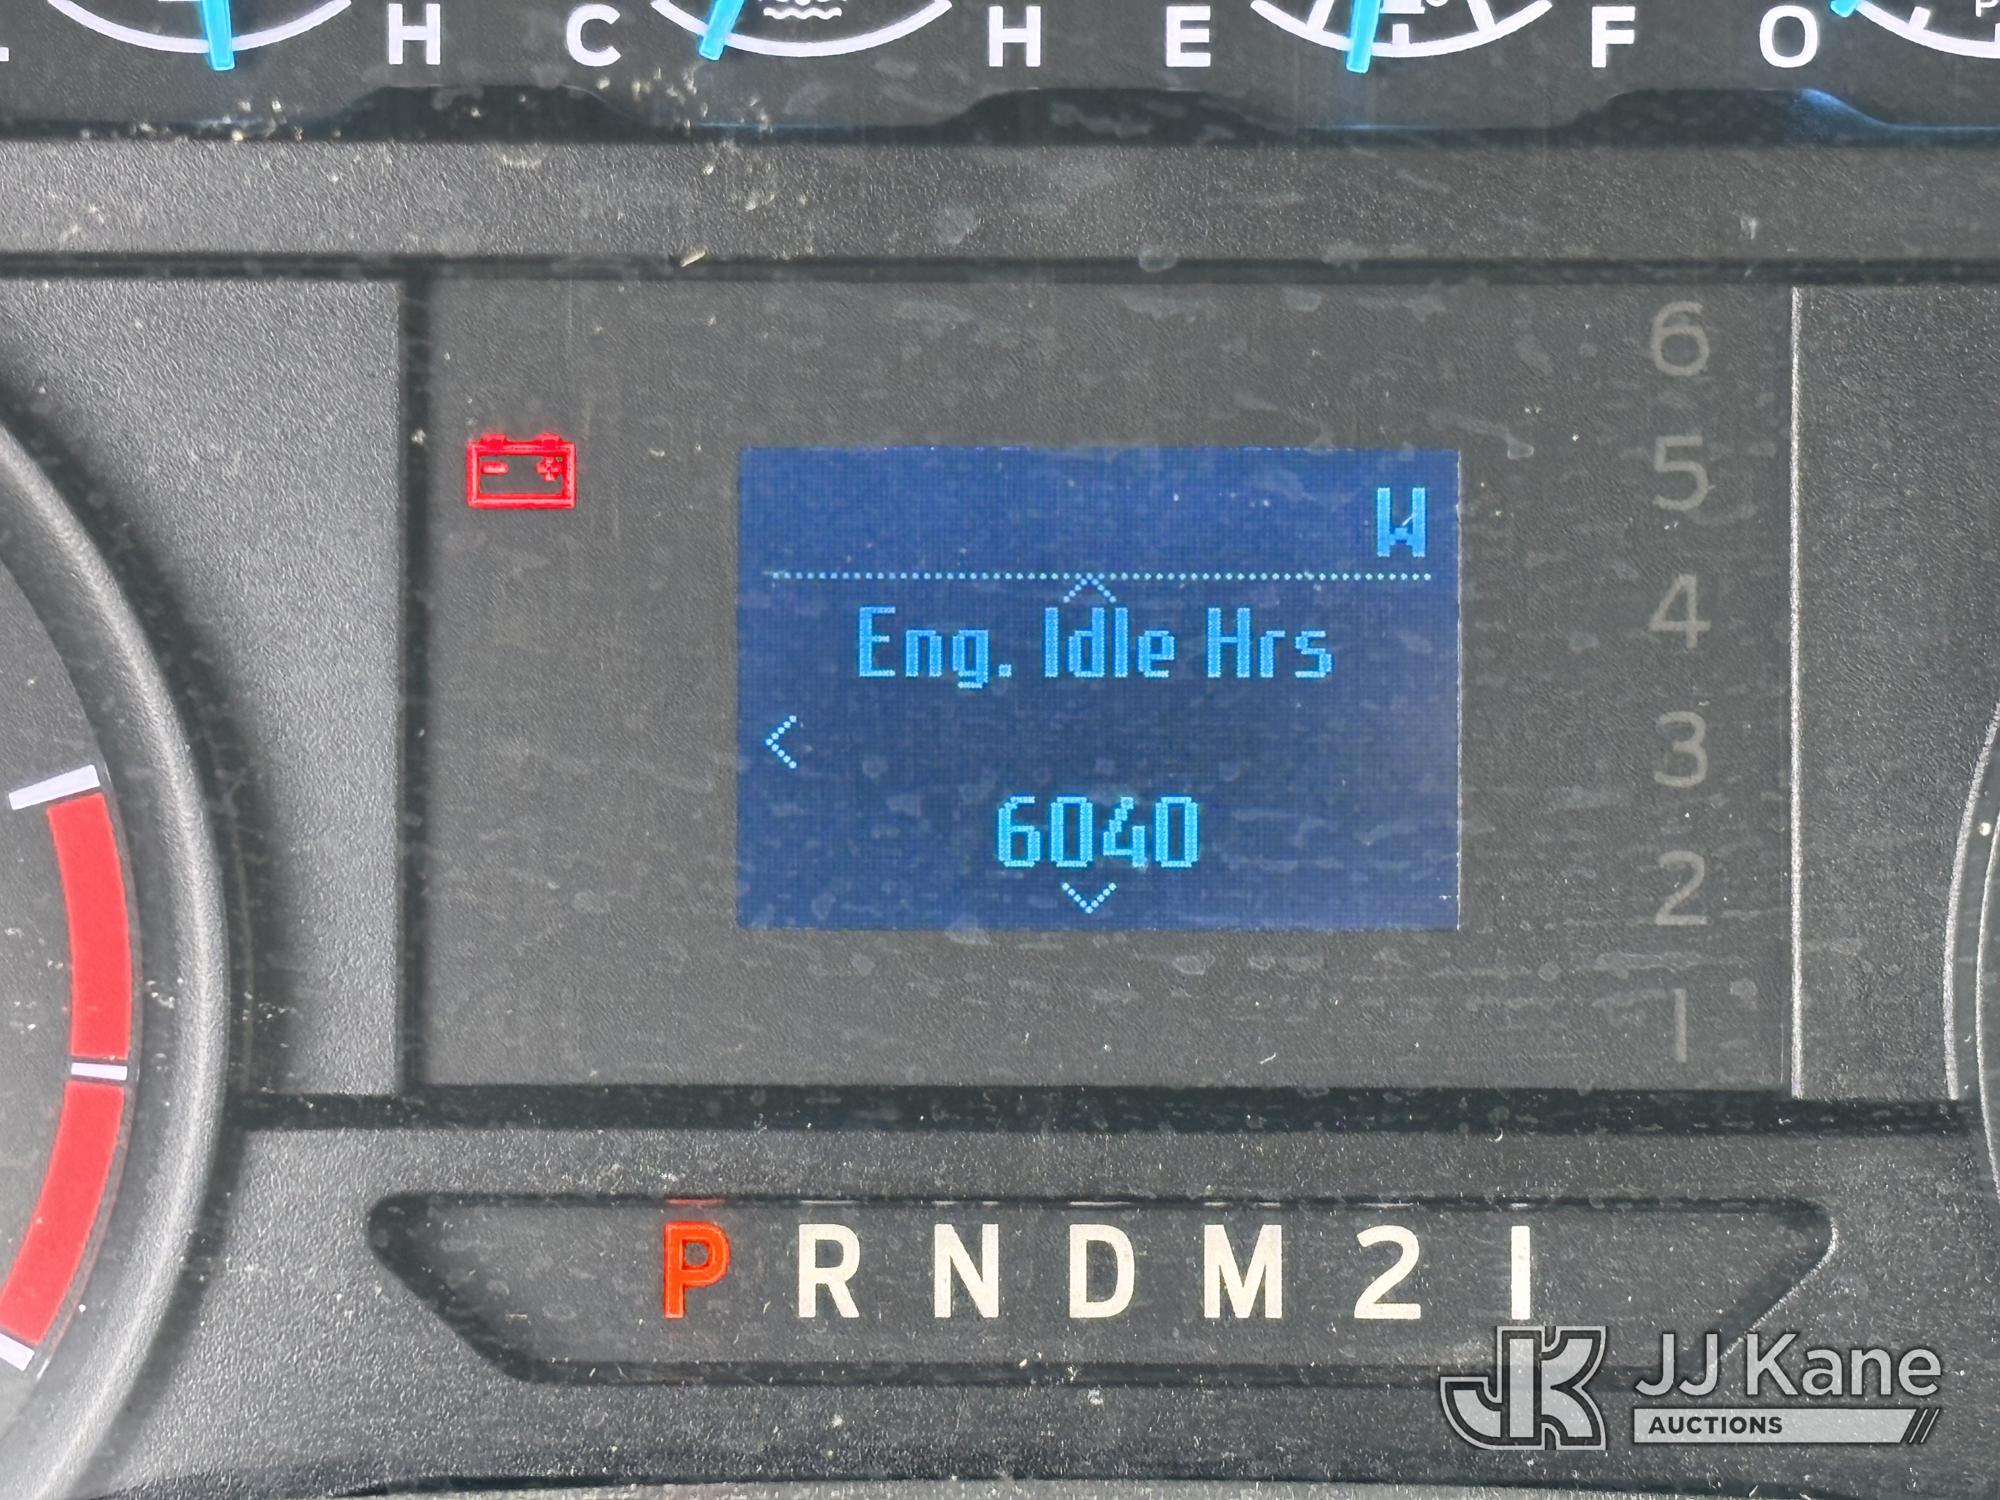 H C H E F O
6
5
W
4
Eng. Idle Hrs
3
6040
2
1
P R N D M 2 1
JJ Kane
AUCTIONS